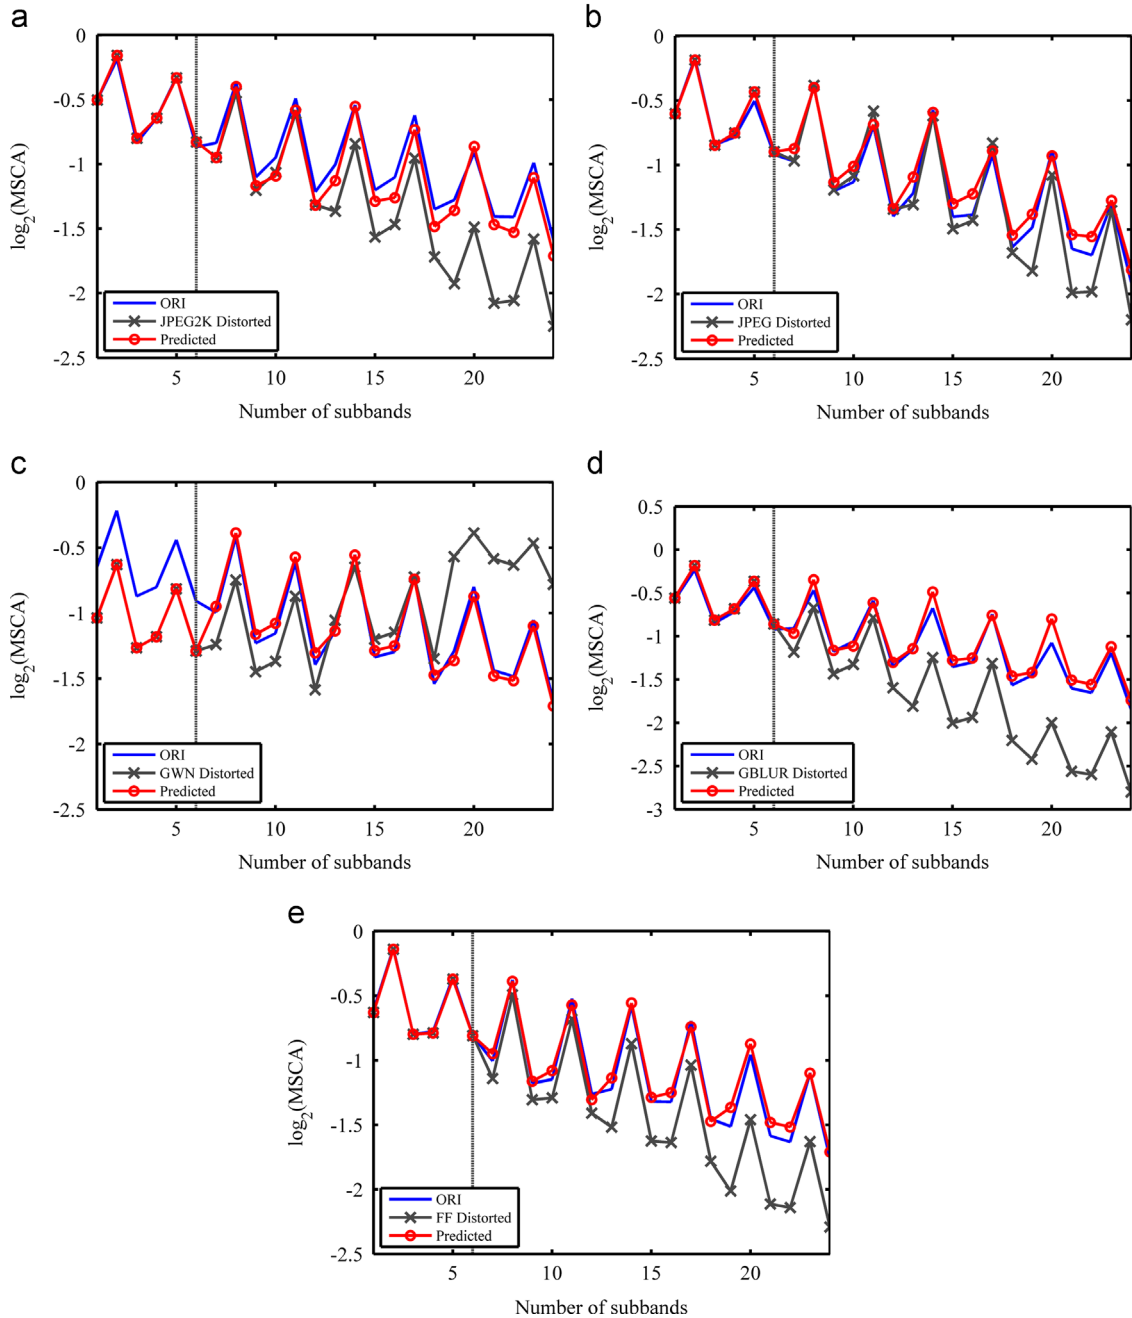 a
0
-0.5
-1
-1.5
-2
-2.5
log2(MSCA)
ORI
JPEG2K Distorted
Predicted
5 10 15 20
Number of subbands
b
0
-0.5
-1
-1.5
-2
-2.5
log2(MSCA)
ORI
JPEG Distorted
Predicted
5 10 15 20
Number of subbands
c
0
-0.5
-1
-1.5
-2
-2.5
log2(MSCA)
ORI
GWN Distorted
Predicted
5 10 15 20
Number of subbands
d
0.5
0
-0.5
-1
-1.5
-2
-2.5
-3
log2(MSCA)
ORI
GBLUR Distorted
Predicted
5 10 15 20
Number of subbands
e
0
-0.5
-1
-1.5
-2
-2.5
log2(MSCA)
ORI
FF Distorted
Predicted
5 10 15 20
Number of subbands